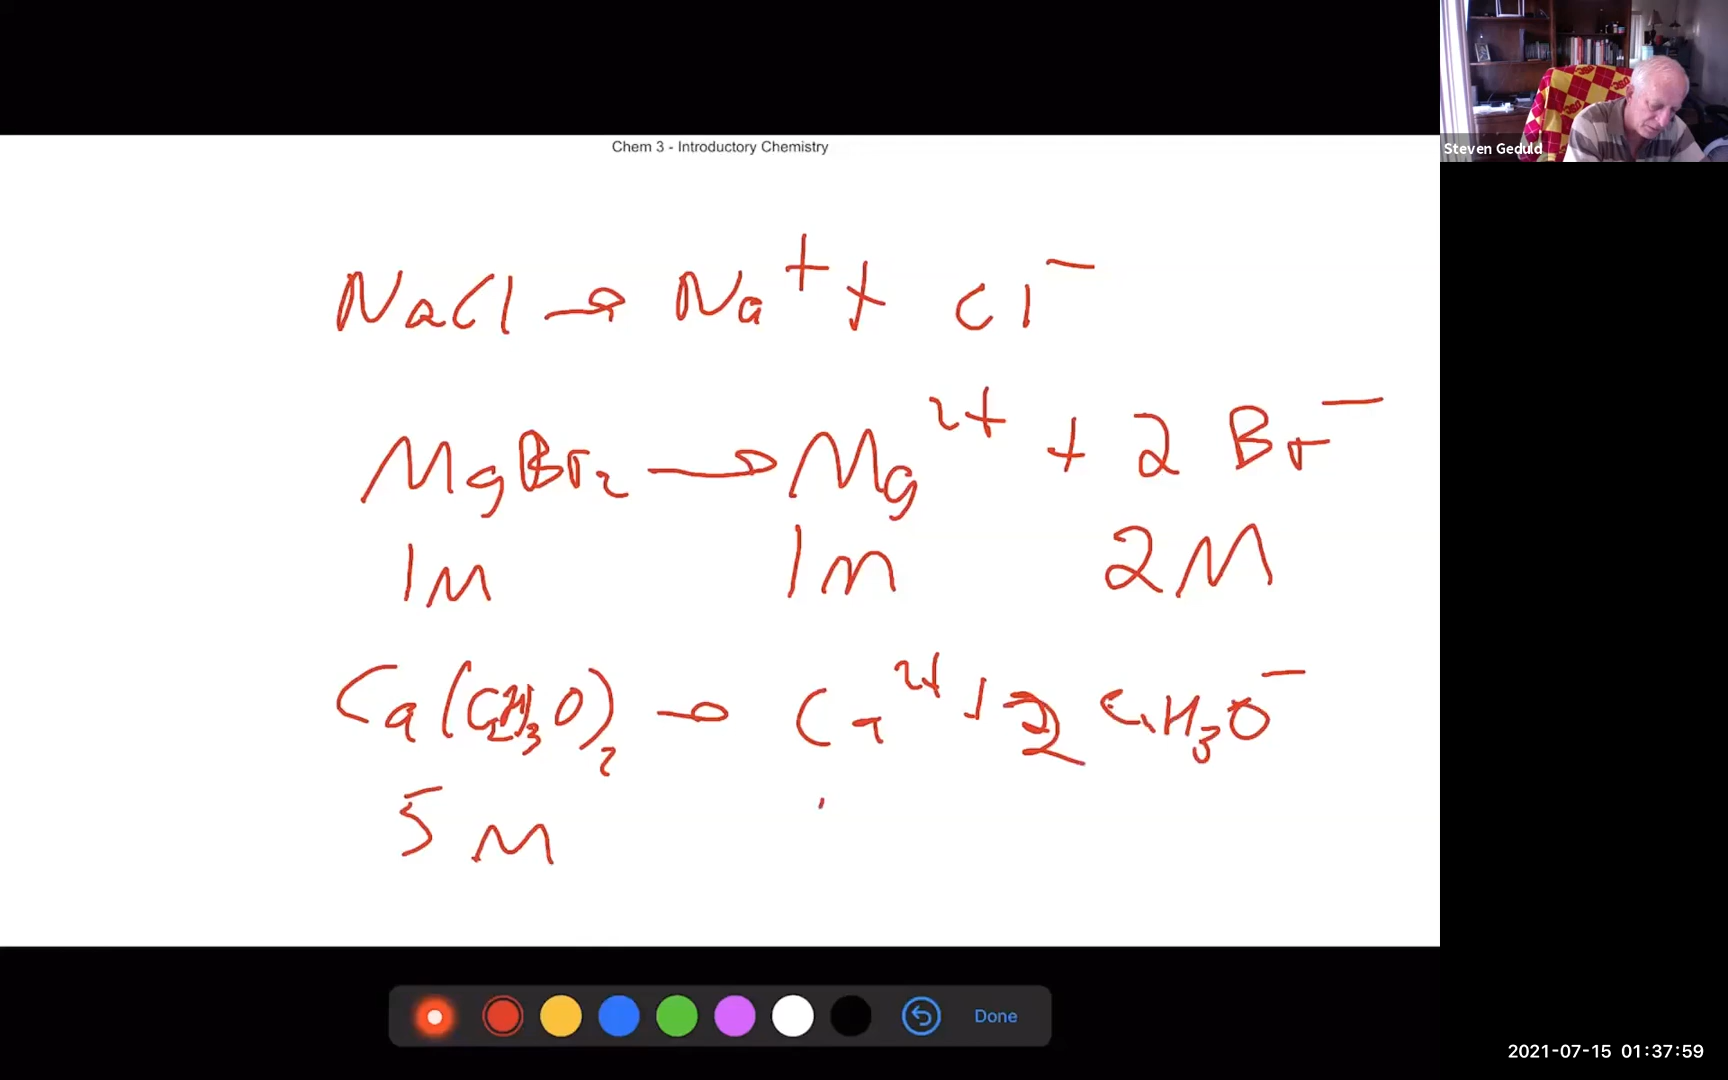 Chem 3 - Introductory Chemistry
Steven Geduld
NaCl → Na⁺ + Cl⁻
MgBr₂ → Mg²⁺ + 2 Br⁻
1M 1M 2M
Ca(C₂H₃O)₂ → Ca²⁺ + 2 C₂H₃O⁻
5 M
Done
2021-07-15 01:37:59